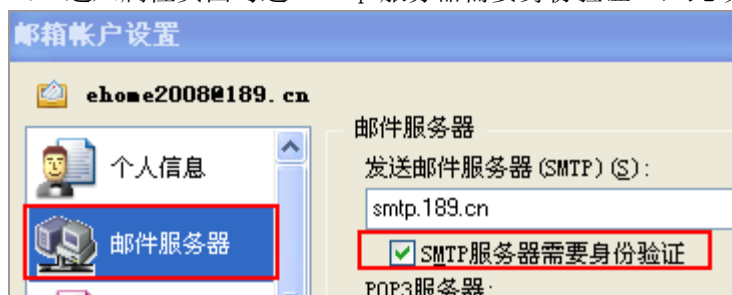 邮箱帐户设置
ehome2008@189.cn
个人信息
邮件服务器
邮件服务器
发送邮件服务器(SMTP)(S):
smtp.189.cn
SMTP服务器需要身份验证
POP3服务器: